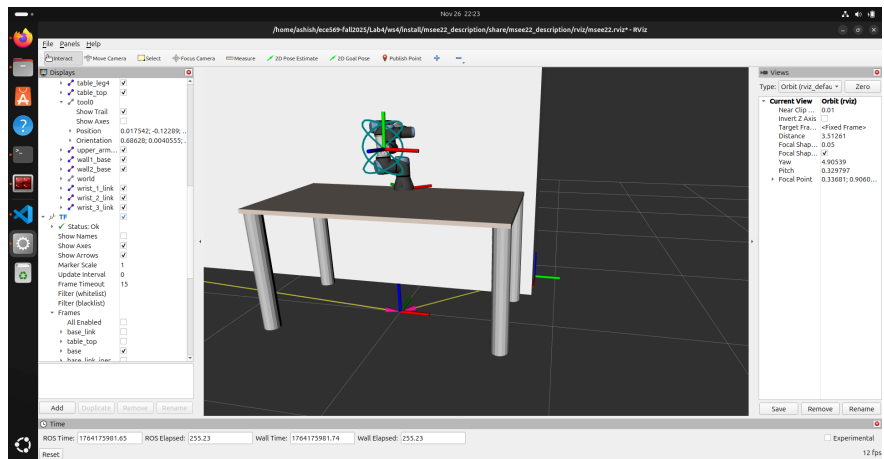 Nov 26 22:23
/home/ashish/ece569-fall2025/Lab4/ws4/install/msee22_description/share/msee22_description/rviz/msee22.rviz* - RViz
File Panels Help
Interact Move Camera Select Focus Camera Measure 2D Pose Estimate 2D Goal Pose Publish Point
Displays
table_leg4
table_top
tool0
Show Trail
Show Axes
Position 0.017542; -0.12289; ...
Orientation 0.68628; 0.0040555; ...
upper_arm...
wall1_base
wall2_base
world
wrist_1_link
wrist_2_link
wrist_3_link
TF
Status: Ok
Show Names
Show Axes
Show Arrows
Marker Scale 1
Update Interval 0
Frame Timeout 15
Filter (whitelist)
Filter (blacklist)
Frames
All Enabled
base_link
table_top
base
base_link_iner
Add Duplicate Remove Rename
Views
Type: Orbit (rviz_defau Zero
Current View Orbit (rviz)
Near Clip ... 0.01
Invert Z Axis
Target Fra... <Fixed Frame>
Distance 3.51261
Focal Shap... 0.05
Focal Shap...
Yaw 4.90539
Pitch 0.329797
Focal Point 0.33681; 0.9060...
Save Remove Rename
Time
ROS Time: 1764175981.65 ROS Elapsed: 255.23 Wall Time: 1764175981.74 Wall Elapsed: 255.23 Experimental
Reset 12 fps